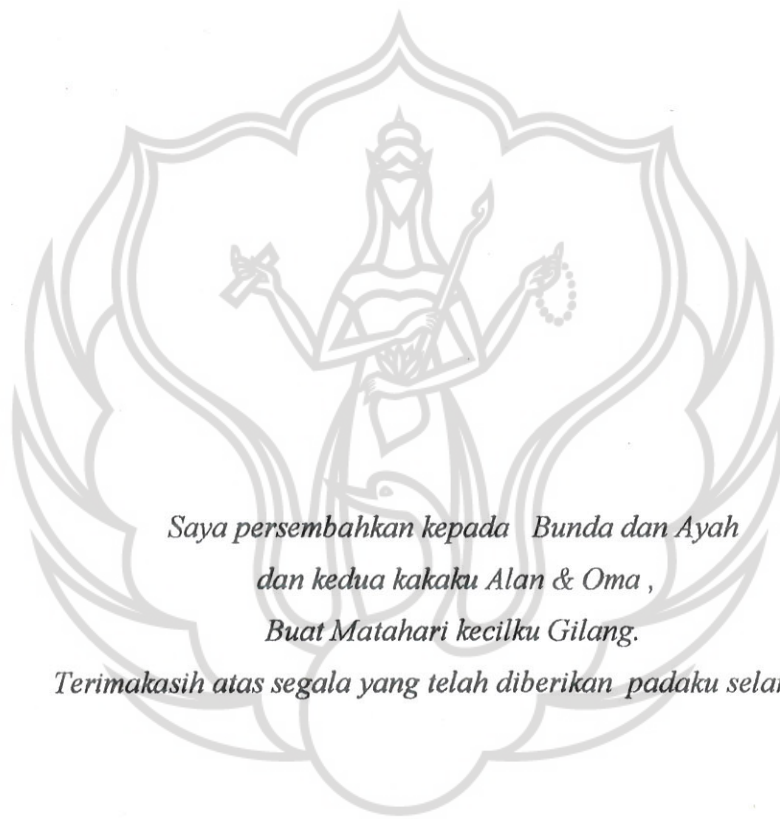 Saya persembahkan kepada Bunda dan Ayah
dan kedua kakaku Alan & Oma ,
Buat Matahari kecilku Gilang.
Terimakasih atas segala yang telah diberikan padaku